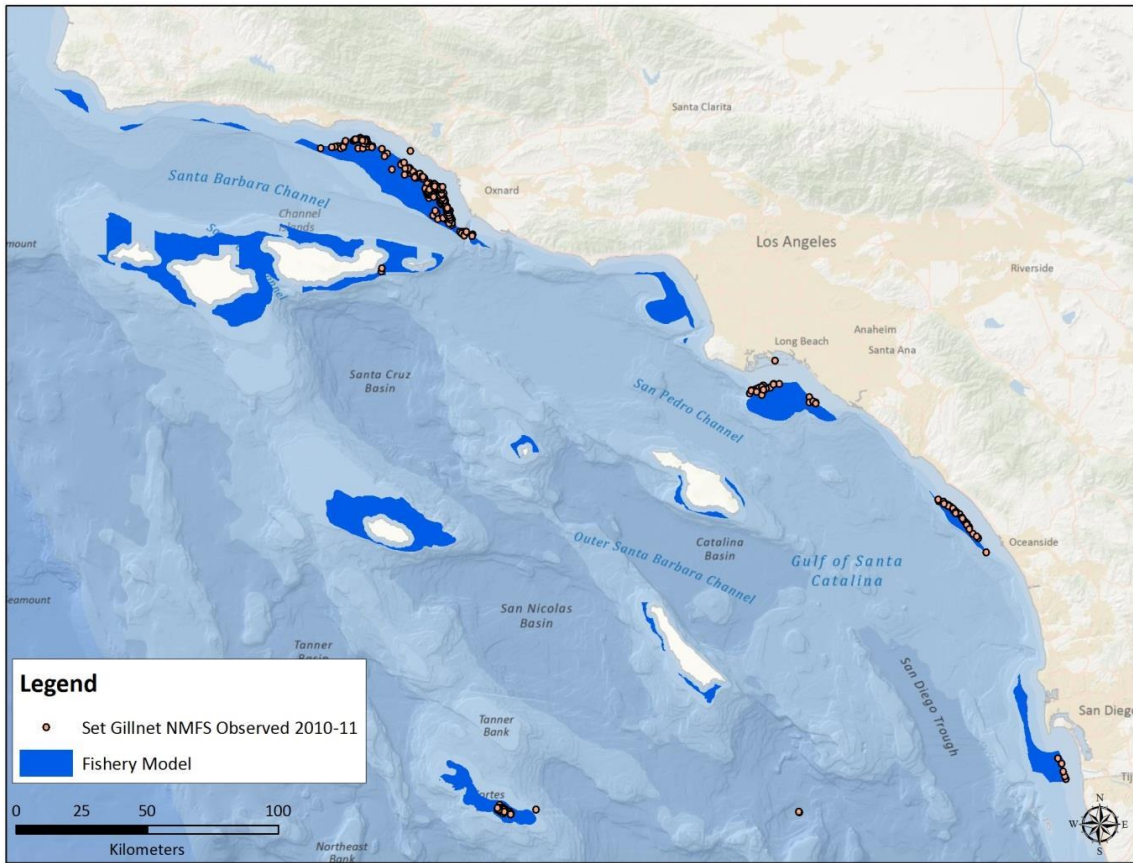 Santa Clarita
Santa Barbara
Channel
Oxnard
Channel
Islands
Los Angeles
Riverside
Anaheim
Long Beach
Santa Ana
Santa Cruz
Basin
San Pedro Channel
Oceanside
Catalina
Basin
Gulf of Santa
Catalina
Outer Santa Barbara
Channel
San Nicolas
Basin
Tanner
San Diego Trough
San Diego
Tanner
Bank
Northeast
Bank
Legend
Set Gillnet NMFS Observed 2010-11
Fishery Model
0 25 50 100
Kilometers
N
W E
S